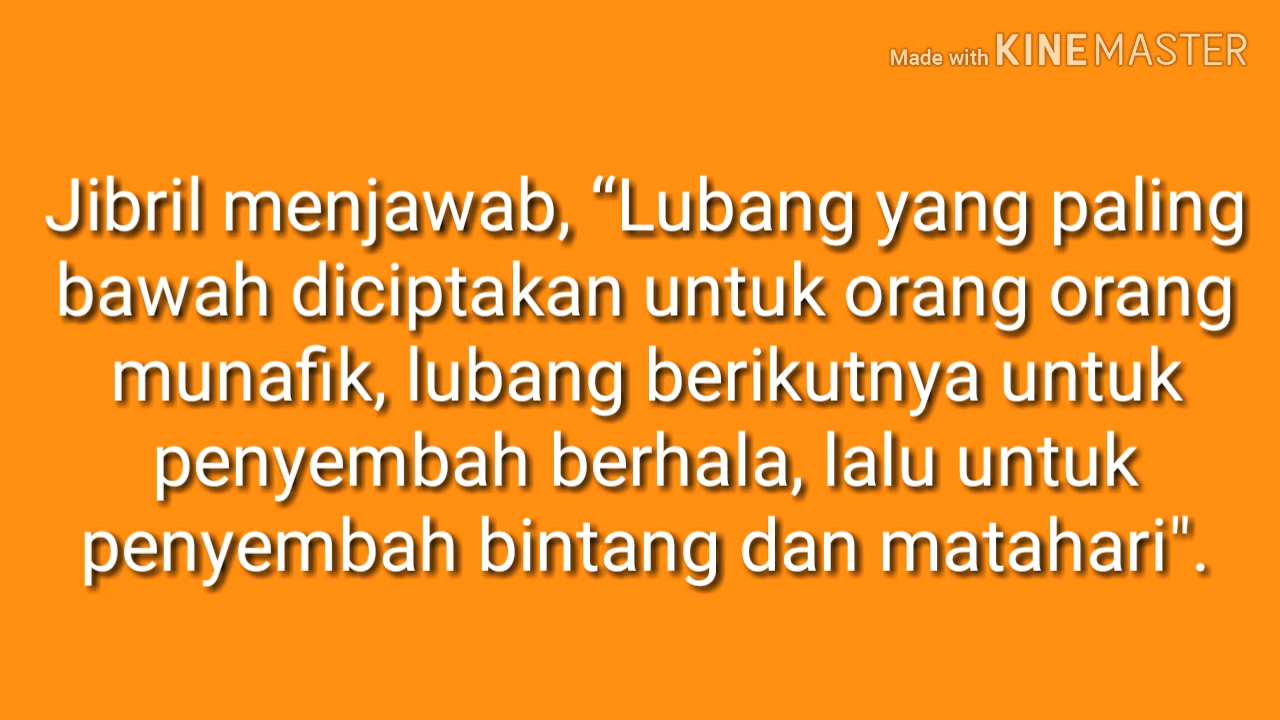 Made with KINEMASTER
Jibril menjawab, “Lubang yang paling
bawah diciptakan untuk orang orang
munafik, lubang berikutnya untuk
penyembah berhala, lalu untuk
penyembah bintang dan matahari".